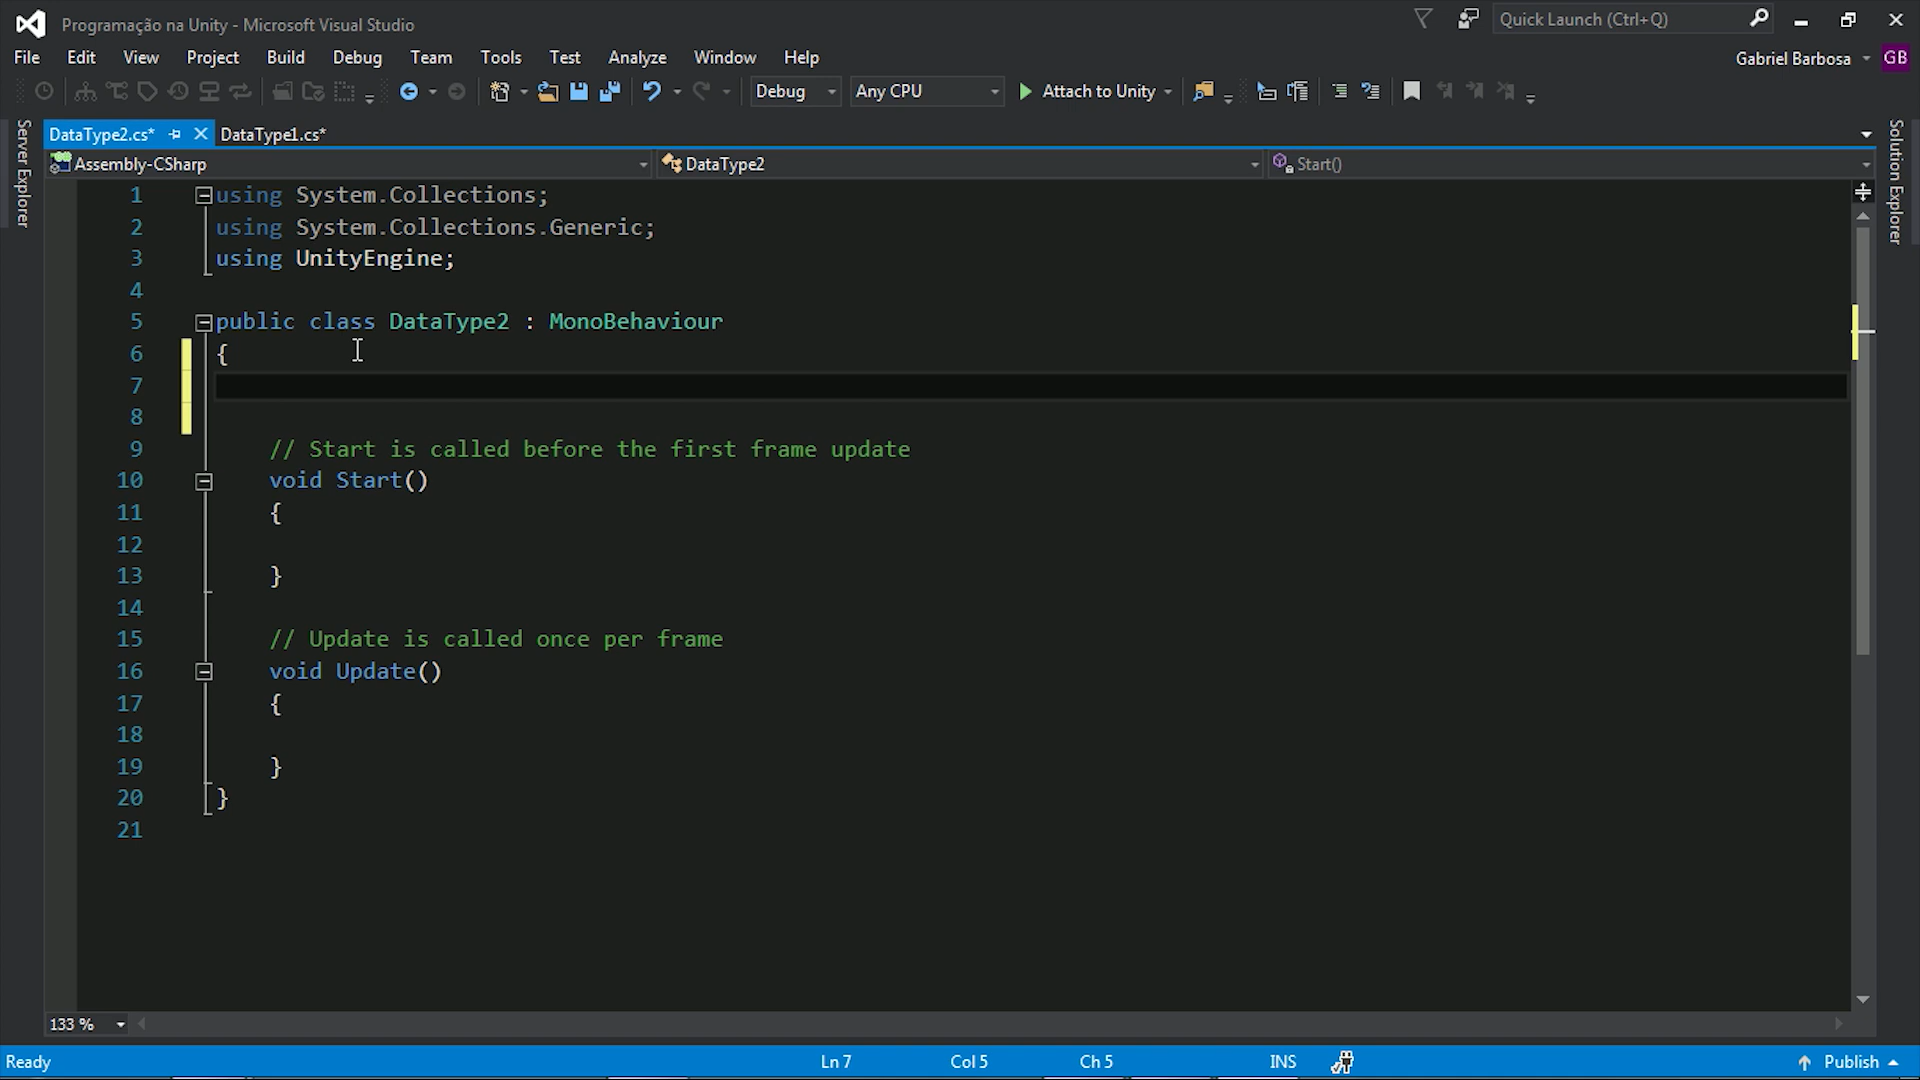 Programação na Unity - Microsoft Visual Studio
Quick Launch (Ctrl+Q)
File Edit View Project Build Debug Team Tools Test Analyze Window Help
Gabriel Barbosa GB
Debug Any CPU Attach to Unity
Server Explorer
DataType2.cs* DataType1.cs*
Solution Explorer
Assembly-CSharp DataType2 Start()
1 using System.Collections;
2 using System.Collections.Generic;
3 using UnityEngine;
4
5 public class DataType2 : MonoBehaviour
6 {
7
8
9 // Start is called before the first frame update
10 void Start()
11 {
12
13 }
14
15 // Update is called once per frame
16 void Update()
17 {
18
19 }
20 }
21
133 %
Ready Ln 7 Col 5 Ch 5 INS Publish